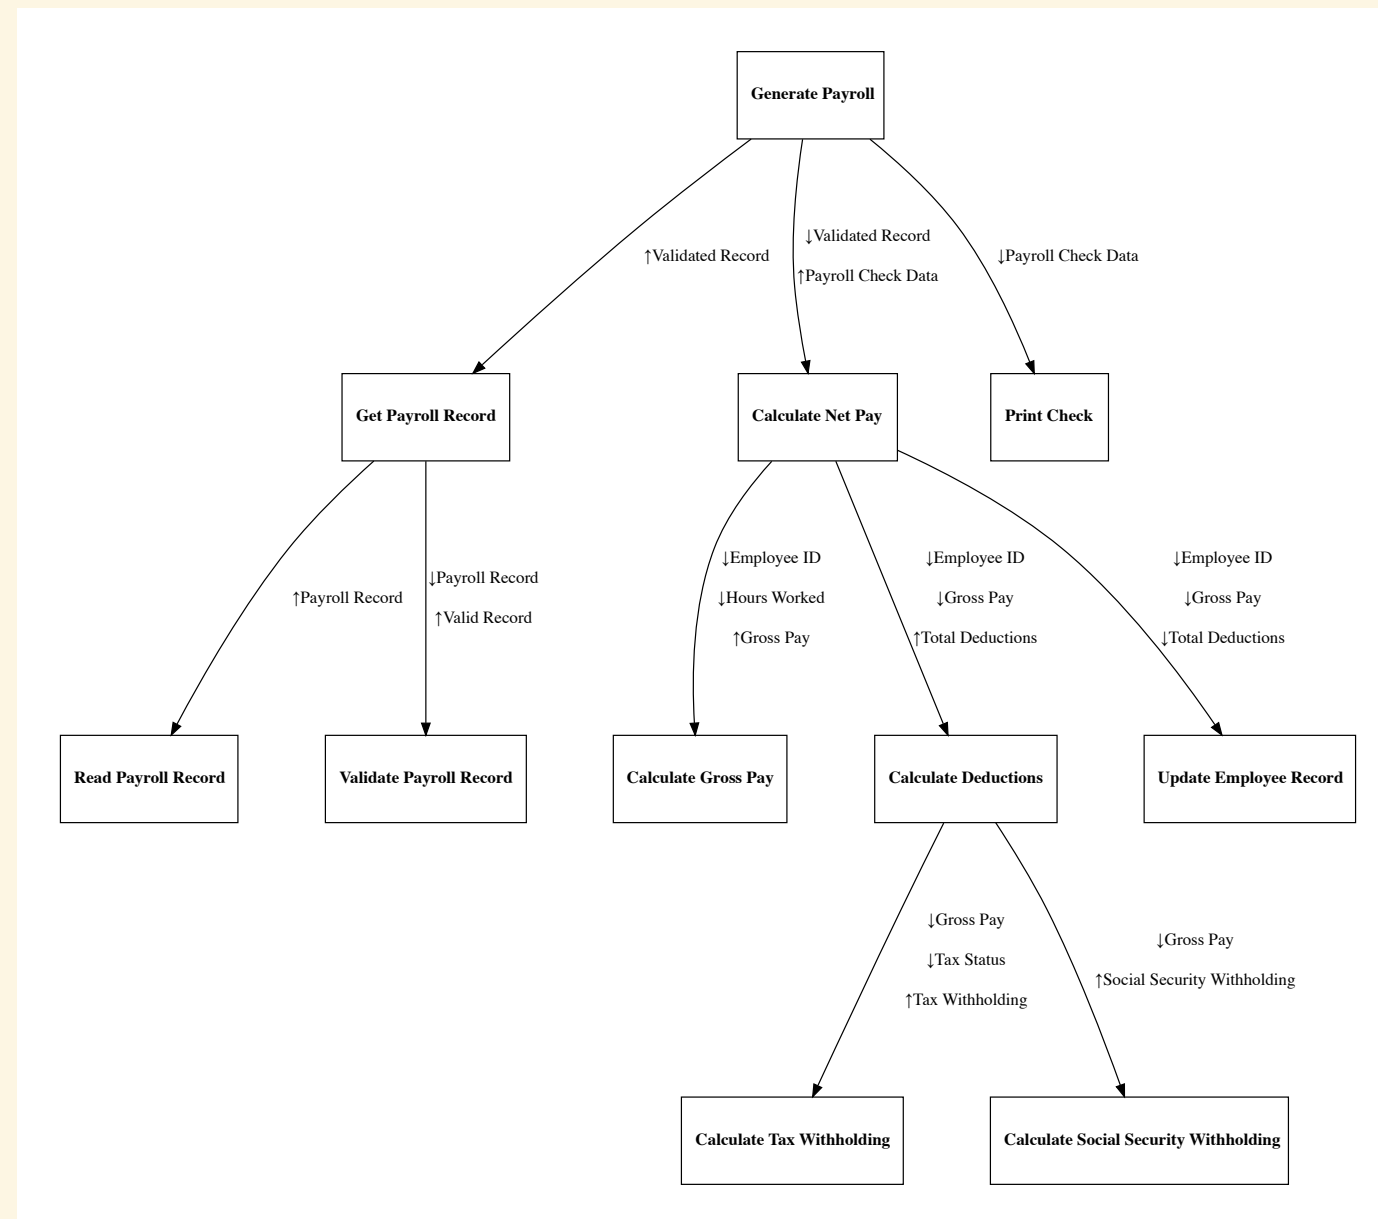 Generate Payroll
↑Validated Record
↓Validated Record
↑Payroll Check Data
↓Payroll Check Data
Get Payroll Record
Calculate Net Pay
Print Check
↑Payroll Record
↓Payroll Record
↑Valid Record
↓Employee ID
↓Hours Worked
↑Gross Pay
↓Employee ID
↓Gross Pay
↑Total Deductions
↓Employee ID
↓Gross Pay
↓Total Deductions
Read Payroll Record
Validate Payroll Record
Calculate Gross Pay
Calculate Deductions
Update Employee Record
↓Gross Pay
↓Tax Status
↑Tax Withholding
↓Gross Pay
↑Social Security Withholding
Calculate Tax Withholding
Calculate Social Security Withholding